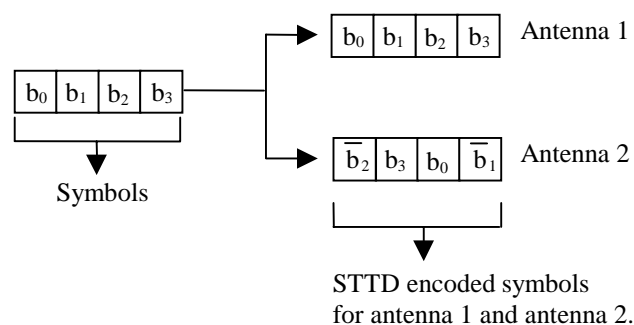 b₀ b₁ b₂ b₃ Antenna 1
b₀ b₁ b₂ b₃
Symbols
b̅₂ b₃ b₀ b̅₁ Antenna 2
STTD encoded symbols
for antenna 1 and antenna 2.